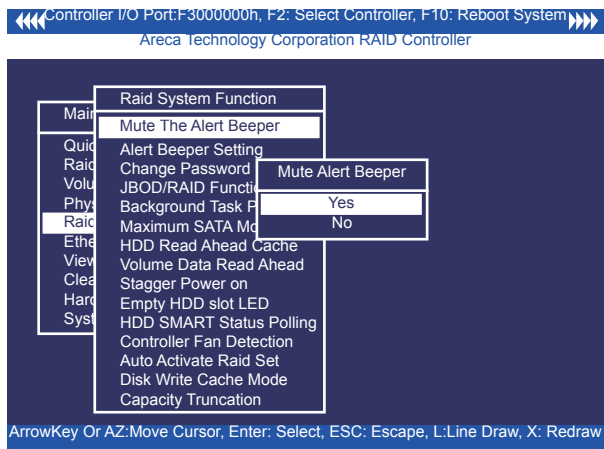 Controller I/O Port:F3000000h, F2: Select Controller, F10: Reboot System
Areca Technology Corporation RAID Controller
Raid System Function
Mute The Alert Beeper
Alert Beeper Setting
Change Password
JBOD/RAID
Background Task
Maximum SATA
HDD Read Ahead Cache
Volume Data Read Ahead
Stagger Power on
Empty HDD slot LED
HDD SMART Status Polling
Controller Fan Detection
Auto Activate Raid Set
Disk Write Cache Mode
Capacity Truncation
Mute Alert Beeper
Yes
No
ArrowKey Or AZ:Move Cursor, Enter: Select, ESC: Escape, L:Line Draw, X: Redraw